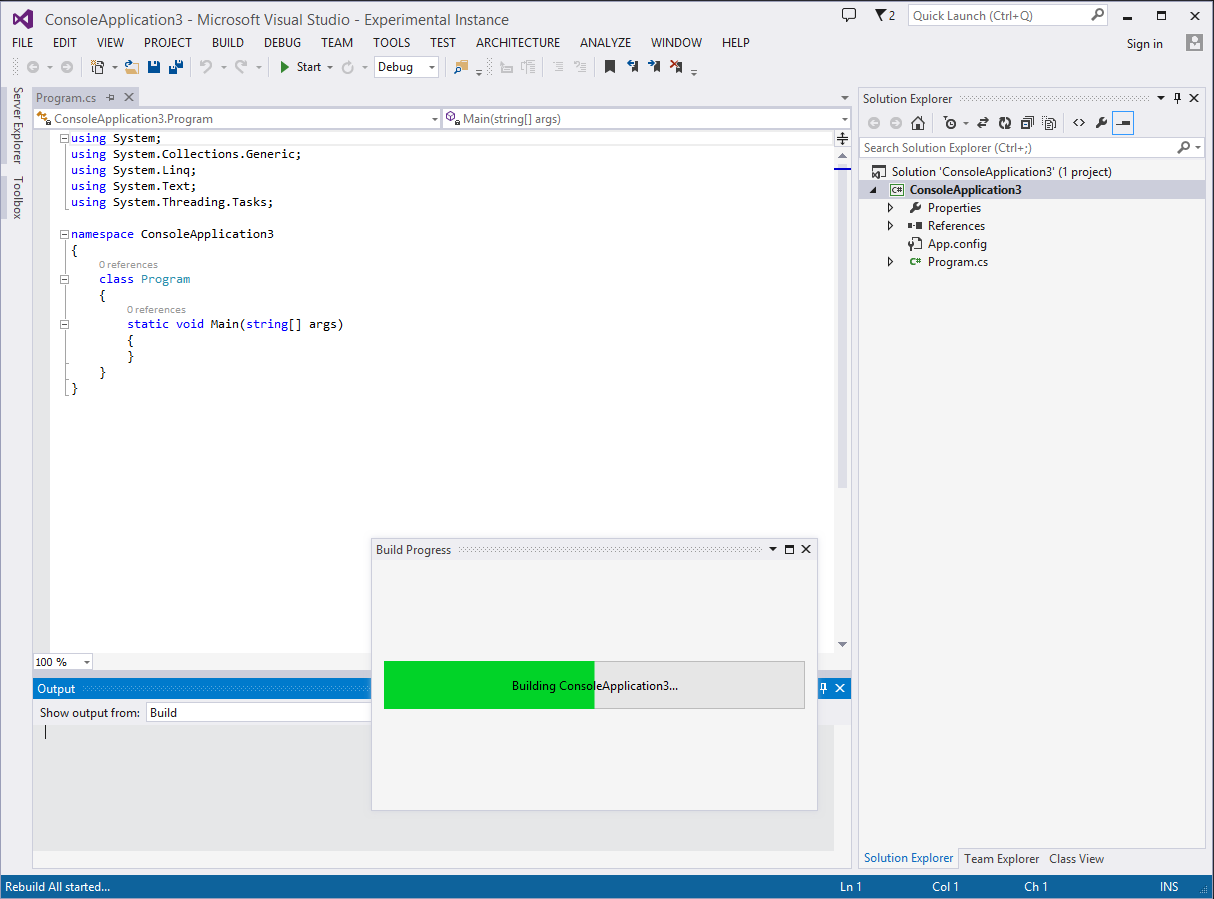 ConsoleApplication3 - Microsoft Visual Studio - Experimental Instance
2
Quick Launch (Ctrl+Q)
FILE EDIT VIEW PROJECT BUILD DEBUG TEAM TOOLS TEST ARCHITECTURE ANALYZE WINDOW HELP
Sign in
Start
Debug
Server Explorer
Toolbox
Program.cs
ConsoleApplication3.Program
Main(string[] args)
using System;
using System.Collections.Generic;
using System.Linq;
using System.Text;
using System.Threading.Tasks;
namespace ConsoleApplication3
{
0 references
class Program
{
0 references
static void Main(string[] args)
{
}
}
}
100 %
Build Progress
Building ConsoleApplication3...
Output
Show output from: Build
Solution Explorer
Search Solution Explorer (Ctrl+;)
Solution 'ConsoleApplication3' (1 project)
C# ConsoleApplication3
Properties
References
App.config
C# Program.cs
Solution Explorer Team Explorer Class View
Rebuild All started...
Ln 1 Col 1 Ch 1 INS